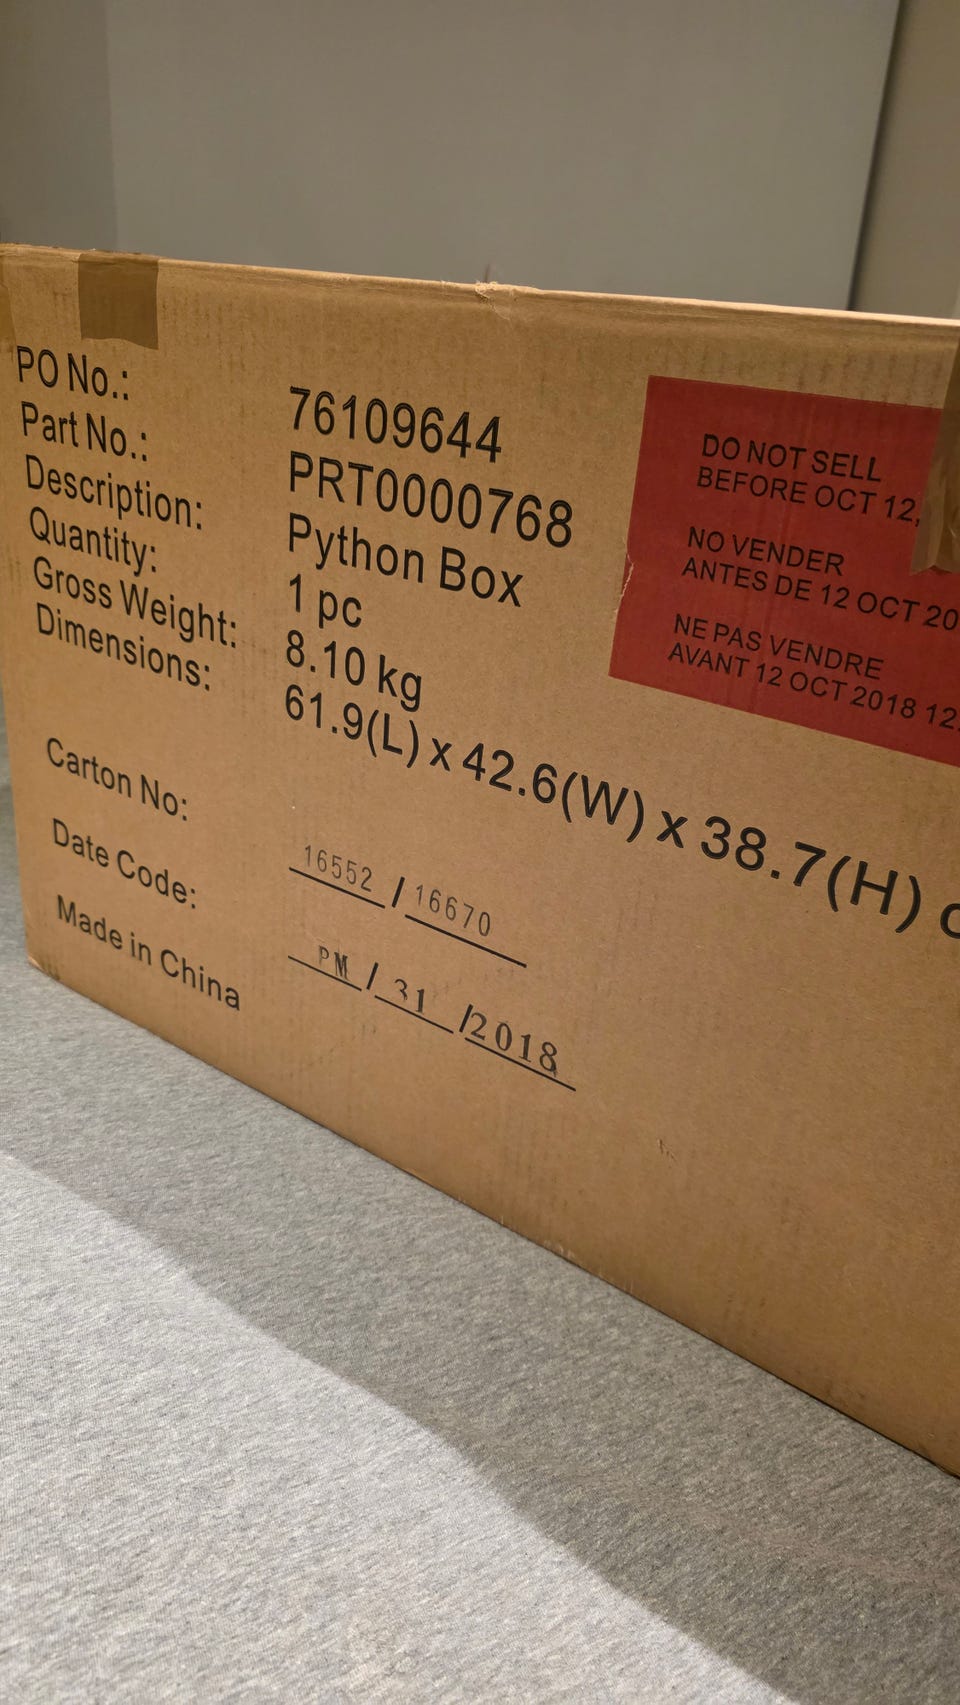 PO No.: 76109644
Part No.: PRT0000768
Description: Python Box
Quantity: 1 pc
Gross Weight: 8.10 kg
Dimensions: 61.9(L) x 42.6(W) x 38.7(H)
Carton No: 16552 / 16670
Date Code: PM / 31 / 2018
Made in China
DO NOT SELL
BEFORE OCT 12,
NO VENDER
ANTES DE 12 OCT 20
NE PAS VENDRE
AVANT 12 OCT 2018 12